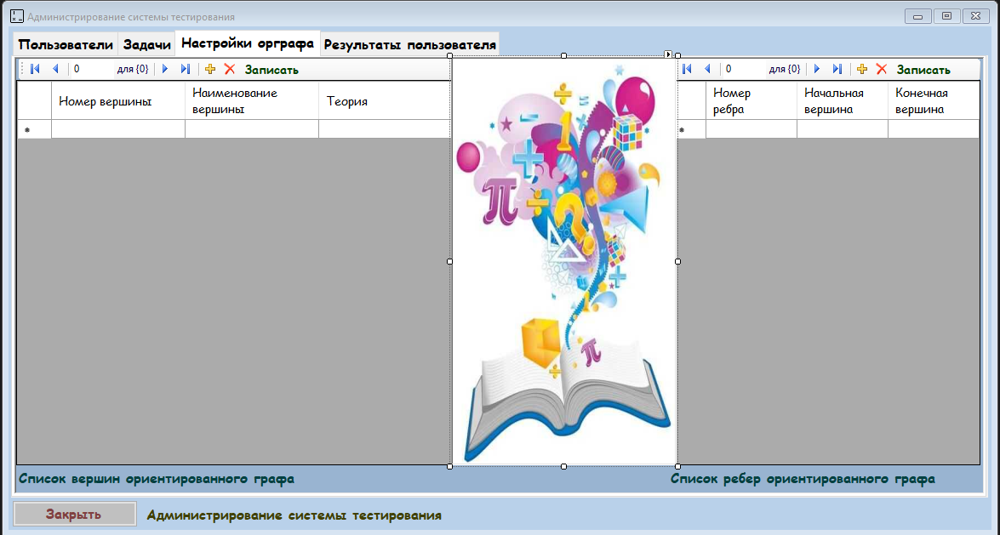 Администрирование системы тестирования
Пользователи Задачи Настройки орграфа Результаты пользователя
0 для {0} Записать
0 для {0} Записать
Номер вершины
Наименование
вершины
Теория
Номер
ребра
Начальная
вершина
Конечная
вершина
*
*
Список вершин ориентированного графа
Список ребер ориентированного графа
Закрыть
Администрирование системы тестирования